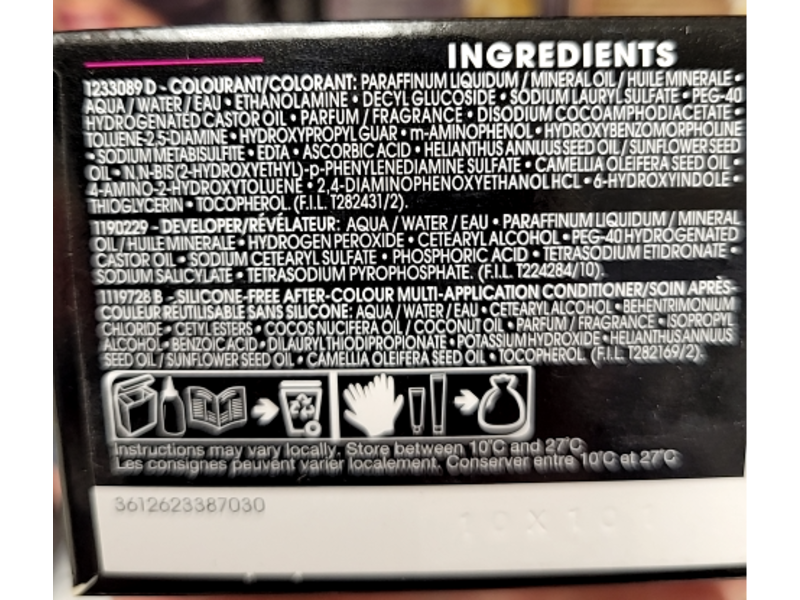 INGREDIENTS
1233089 D - COLOURANT/COLORANT: PARAFFINUM LIQUIDUM / MINERAL OIL / HUILE MINERALE •
AQUA / WATER / EAU • ETHANOLAMINE • DECYL GLUCOSIDE • SODIUM LAURYL SULFATE • PEG-40
HYDROGENATED CASTOR OIL • PARFUM / FRAGRANCE • DISODIUM COCOAMPHODIACETATE •
TOLUENE-2,5-DIAMINE • HYDROXYPROPYL GUAR • m-AMINOPHENOL • HYDROXYBENZOMORPHOLINE
• SODIUM METABISULFITE • EDTA • ASCORBIC ACID • HELIANTHUS ANNUUS SEED OIL / SUNFLOWER SEED
OIL • N,N-BIS(2-HYDROXYETHYL)-p-PHENYLENEDIAMINE SULFATE • CAMELLIA OLEIFERA SEED OIL •
4-AMINO-2-HYDROXYTOLUENE • 2,4-DIAMINOPHENOXYETHANOL HCL • 6-HYDROXYINDOLE •
THIOGLYCERIN • TOCOPHEROL. (F.I.L. T282431/2).
1190229 - DEVELOPER/RÉVÉLATEUR: AQUA / WATER / EAU • PARAFFINUM LIQUIDUM / MINERAL
OIL / HUILE MINERALE • HYDROGEN PEROXIDE • CETEARYL ALCOHOL • PEG-40 HYDROGENATED
CASTOR OIL • SODIUM CETEARYL SULFATE • PHOSPHORIC ACID • TETRASODIUM ETIDRONATE •
SODIUM SALICYLATE • TETRASODIUM PYROPHOSPHATE. (F.I.L. T224284/10).
1119728 B - SILICONE-FREE AFTER-COLOUR MULTI-APPLICATION CONDITIONER/SOIN APRÈS-
COULEUR RÉUTILISABLE SANS SILICONE: AQUA / WATER / EAU • CETEARYL ALCOHOL • BEHENTRIMONIUM
CHLORIDE • CETYL ESTERS • COCOS NUCIFERA OIL / COCONUT OIL • PARFUM / FRAGRANCE • ISOPROPYL
ALCOHOL • BENZOIC ACID • DILAURYLTHIODIPROPIONATE • POTASSIUM HYDROXIDE • HELIANTHUS ANNUUS
SEED OIL / SUNFLOWER SEED OIL • CAMELLIA OLEIFERA SEED OIL • TOCOPHEROL. (F.I.L. T282169/2).
Instructions may vary locally. Store between 10°C and 27°C
Les consignes peuvent varier localement. Conserver entre 10°C et 27°C
3612623387030